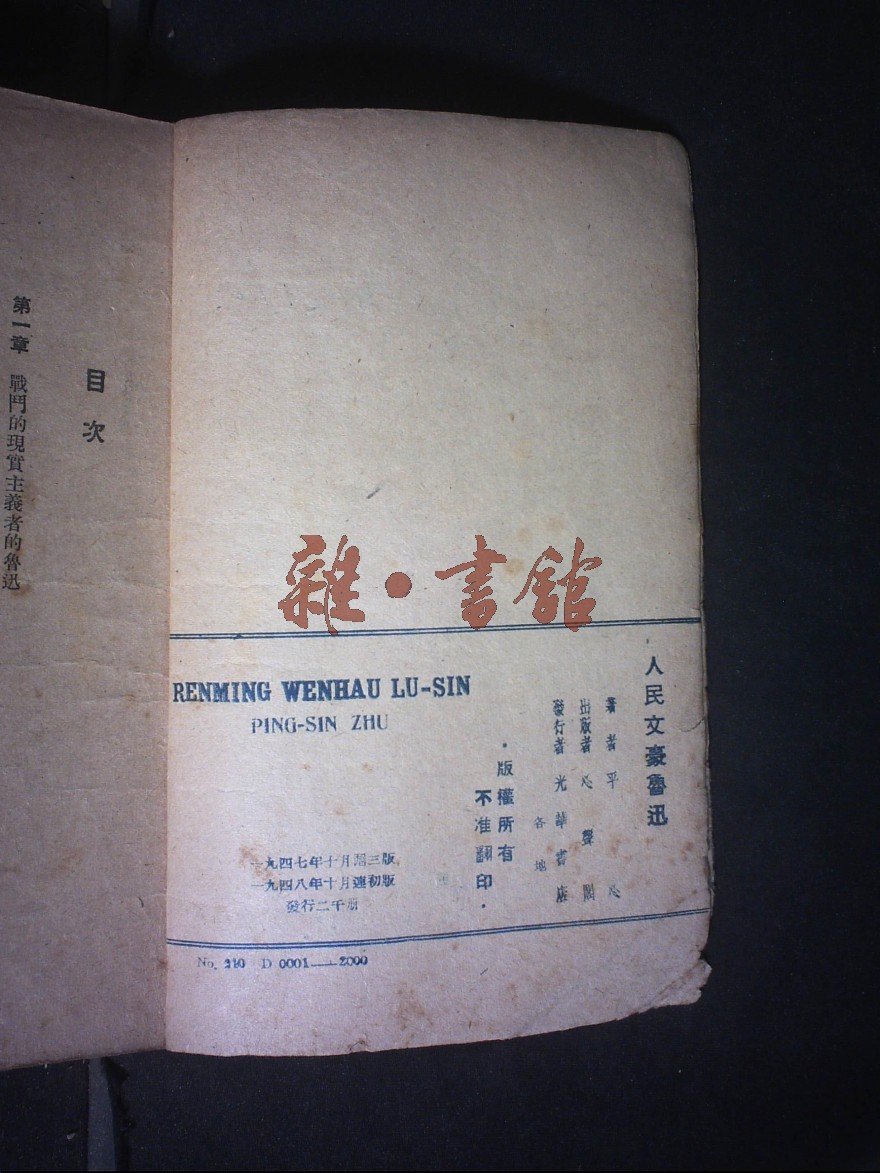 目次
第一章 戰鬥的現實主義者的魯迅
雜·書館
人民文豪魯迅
著者 平心
出版者 心聲閣
發行者 光華書店
各地
·版權所有
不准翻印·
RENMING WENHAU LU-SIN
PING-SIN ZHU
一九四七年十月滬三版
一九四八年十月連初版
發行二千册
No. 210 D 0001——2000